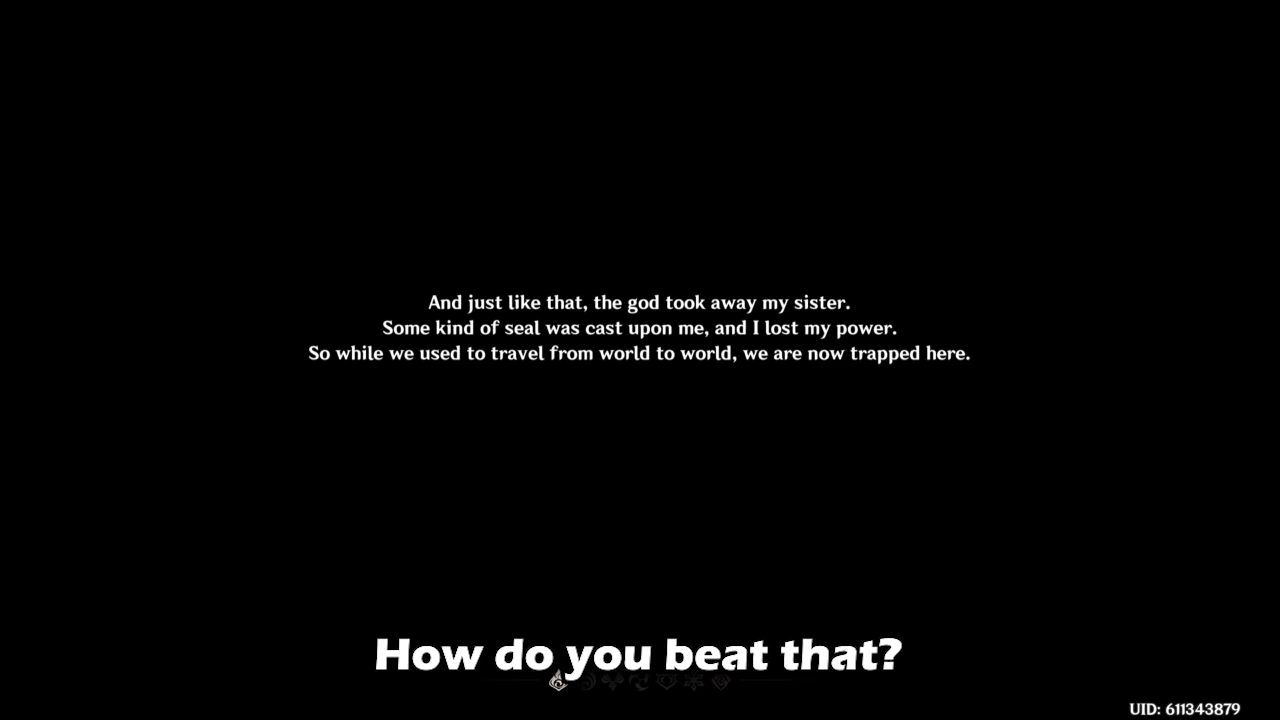 And just like that, the god took away my sister.
Some kind of seal was cast upon me, and I lost my power.
So while we used to travel from world to world, we are now trapped here.
How do you beat that?
UID: 611343879